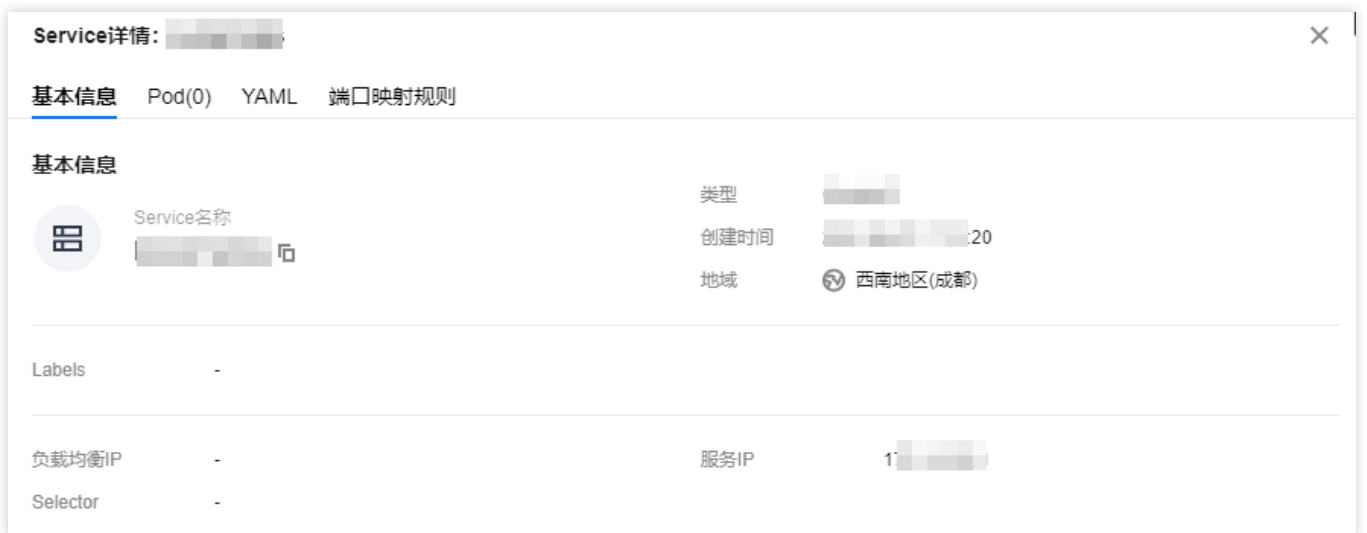 Service详情:
基本信息 Pod(0) YAML 端口映射规则
基本信息
Service名称
类型
创建时间 :20
地域 西南地区(成都)
Labels -
负载均衡IP - 服务IP 17
Selector -